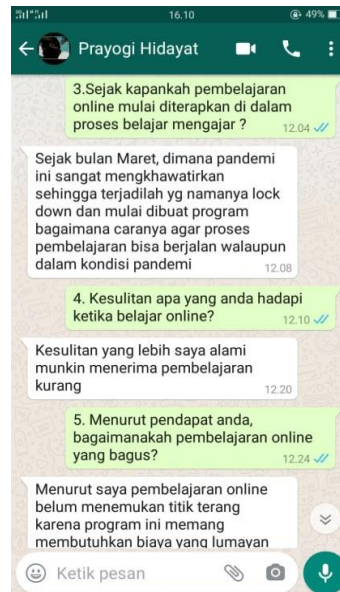 16.10
49%
Prayogi Hidayat
3.Sejak kapankah pembelajaran
online mulai diterapkan di dalam
proses belajar mengajar ?
12.04
Sejak bulan Maret, dimana pandemi
ini sangat mengkhawatirkan
sehingga terjadilah yg namanya lock
down dan mulai dibuat program
bagaimana caranya agar proses
pembelajaran bisa berjalan walaupun
dalam kondisi pandemi
12.08
4. Kesulitan apa yang anda hadapi
ketika belajar online?
12.10
Kesulitan yang lebih saya alami
munkin menerima pembelajaran
kurang
12.20
5. Menurut pendapat anda,
bagaimanakah pembelajaran online
yang bagus?
12.24
Menurut saya pembelajaran online
belum menemukan titik terang
karena program ini memang
membutuhkan biaya yang lumayan
Ketik pesan